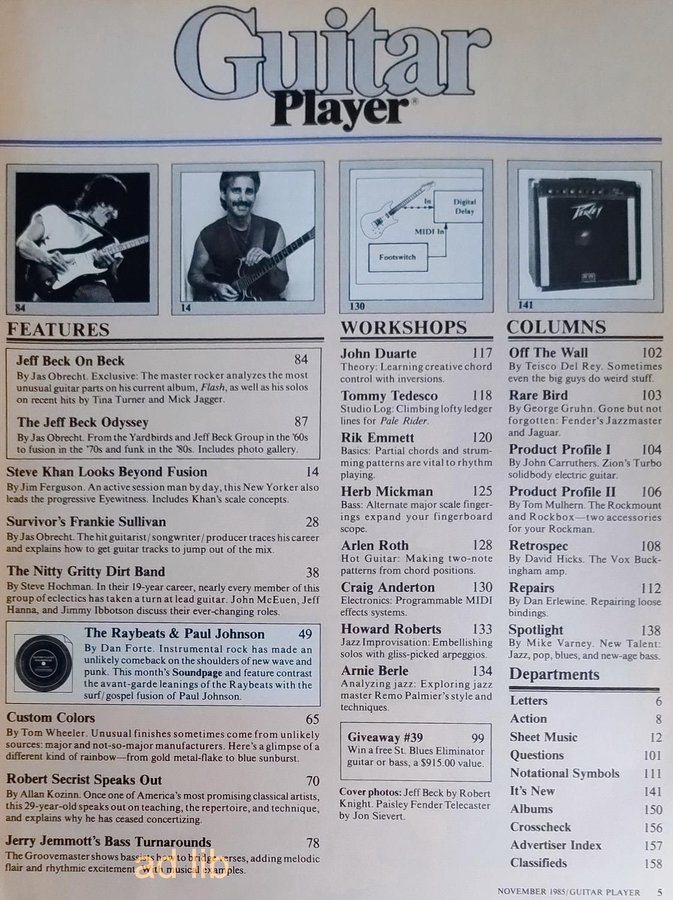 Guitar
Player®
In
Digital
Delay
MIDI In
Footswitch
PEAVEY
84
14
130
141
FEATURES
Jeff Beck On Beck 84
By Jas Obrecht. Exclusive: The master rocker analyzes the most
unusual guitar parts on his current album, Flash, as well as his solos
on recent hits by Tina Turner and Mick Jagger.
The Jeff Beck Odyssey 87
By Jas Obrecht. From the Yardbirds and Jeff Beck Group in the '60s
to fusion in the '70s and funk in the '80s. Includes photo gallery.
Steve Khan Looks Beyond Fusion 14
By Jim Ferguson. An active session man by day, this New Yorker also
leads the progressive Eyewitness. Includes Khan's scale concepts.
Survivor's Frankie Sullivan 28
By Jas Obrecht. The hit guitarist/songwriter/producer traces his career
and explains how to get guitar tracks to jump out of the mix.
The Nitty Gritty Dirt Band 38
By Steve Hochman. In their 19-year career, nearly every member of this
group of eclectics has taken a turn at lead guitar. John McEuen, Jeff
Hanna, and Jimmy Ibbotson discuss their ever-changing roles.
The Raybeats & Paul Johnson 49
By Dan Forte. Instrumental rock has made an
unlikely comeback on the shoulders of new wave and
punk. This month's Soundpage and feature contrast
the avant-garde leanings of the Raybeats with the
surf/gospel fusion of Paul Johnson.
Custom Colors 65
By Tom Wheeler. Unusual finishes sometimes come from unlikely
sources: major and not-so-major manufacturers. Here's a glimpse of a
different kind of rainbow—from gold metal-flake to blue sunburst.
Robert Secrist Speaks Out 70
By Allan Kozinn. Once one of America's most promising classical artists,
this 29-year-old speaks out on teaching, the repertoire, and technique,
and explains why he has ceased concertizing.
Jerry Jemmott's Bass Turnarounds 78
The Groovemaster shows bassists how to bridge verses, adding melodic
flair and rhythmic excitement, with musical examples.
ad lib
WORKSHOPS
John Duarte 117
Theory: Learning creative chord
control with inversions.
Tommy Tedesco 118
Studio Log: Climbing lofty ledger
lines for Pale Rider.
Rik Emmett 120
Basics: Partial chords and strum-
ming patterns are vital to rhythm
playing.
Herb Mickman 125
Bass: Alternate major scale finger-
ings expand your fingerboard
scope.
Arlen Roth 128
Hot Guitar: Making two-note
patterns from chord positions.
Craig Anderton 130
Electronics: Programmable MIDI
effects systems.
Howard Roberts 133
Jazz Improvisation: Embellishing
solos with gliss-picked arpeggios.
Arnie Berle 134
Analyzing jazz: Exploring jazz
master Remo Palmier's style and
techniques.
Giveaway #39 99
Win a free St. Blues Eliminator
guitar or bass, a $915.00 value.
Cover photos: Jeff Beck by Robert
Knight. Paisley Fender Telecaster
by Jon Sievert.
COLUMNS
Off The Wall 102
By Teisco Del Rey. Sometimes
even the big guys do weird stuff.
Rare Bird 103
By George Gruhn. Gone but not
forgotten: Fender's Jazzmaster
and Jaguar.
Product Profile I 104
By John Carruthers. Zion's Turbo
solidbody electric guitar.
Product Profile II 106
By Tom Mulhern. The Rockmount
and Rockbox—two accessories
for your Rockman.
Retrospec 108
By David Hicks. The Vox Buck-
ingham amp.
Repairs 112
By Dan Erlewine. Repairing loose
bindings.
Spotlight 138
By Mike Varney. New Talent:
Jazz, pop, blues, and new-age bass.
Departments
Letters 6
Action 8
Sheet Music 12
Questions 101
Notational Symbols 111
It's New 141
Albums 150
Crosscheck 156
Advertiser Index 157
Classifieds 158
NOVEMBER 1985/GUITAR PLAYER 5